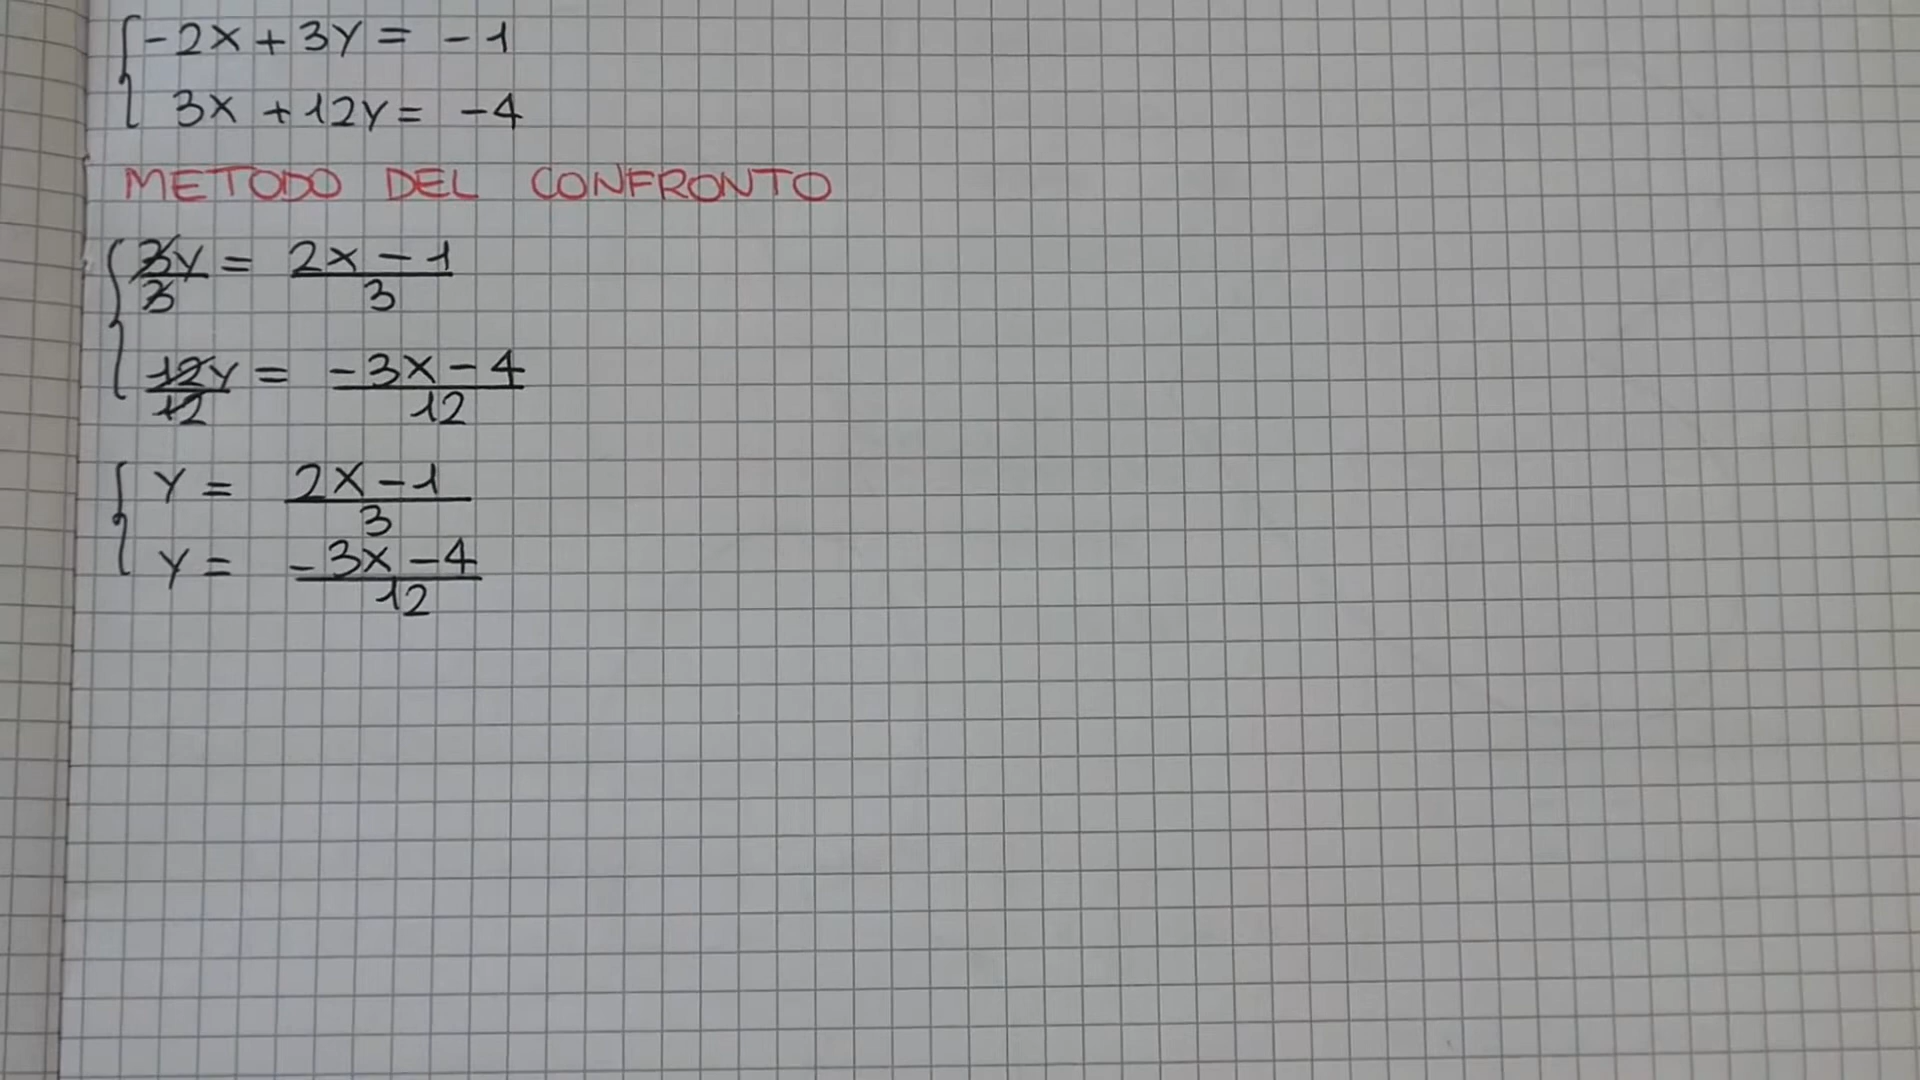 -2x + 3y = -1
3x + 12y = -4
METODO DEL CONFRONTO
3y/3 = 2x - 1/3
12y/12 = -3x - 4/12
y = 2x - 1/3
y = -3x - 4/12